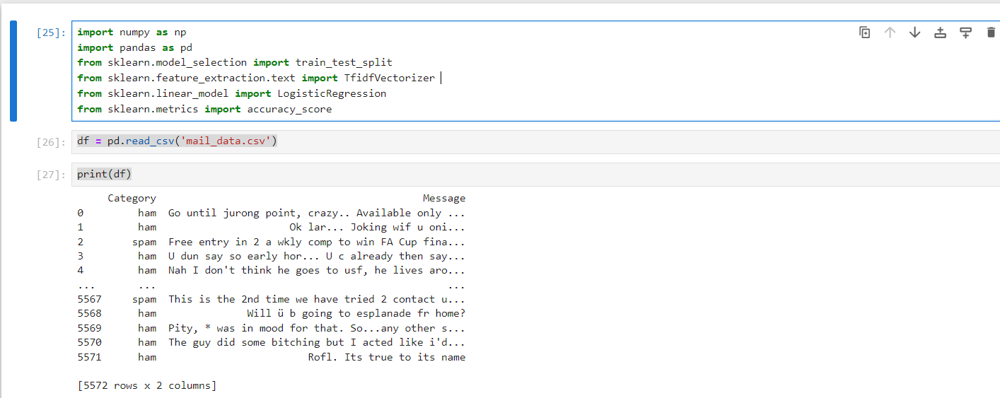 [25]: import numpy as np
import pandas as pd
from sklearn.model_selection import train_test_split
from sklearn.feature_extraction.text import TfidfVectorizer
from sklearn.linear_model import LogisticRegression
from sklearn.metrics import accuracy_score
[26]: df = pd.read_csv('mail_data.csv')
[27]: print(df)
Category Message
0 ham Go until jurong point, crazy.. Available only ...
1 ham Ok lar... Joking wif u oni...
2 spam Free entry in 2 a wkly comp to win FA Cup fina...
3 ham U dun say so early hor... U c already then say...
4 ham Nah I don't think he goes to usf, he lives aro...
... ... ...
5567 spam This is the 2nd time we have tried 2 contact u...
5568 ham Will ü b going to esplanade fr home?
5569 ham Pity, * was in mood for that. So...any other s...
5570 ham The guy did some bitching but I acted like i'd...
5571 ham Rofl. Its true to its name
[5572 rows x 2 columns]